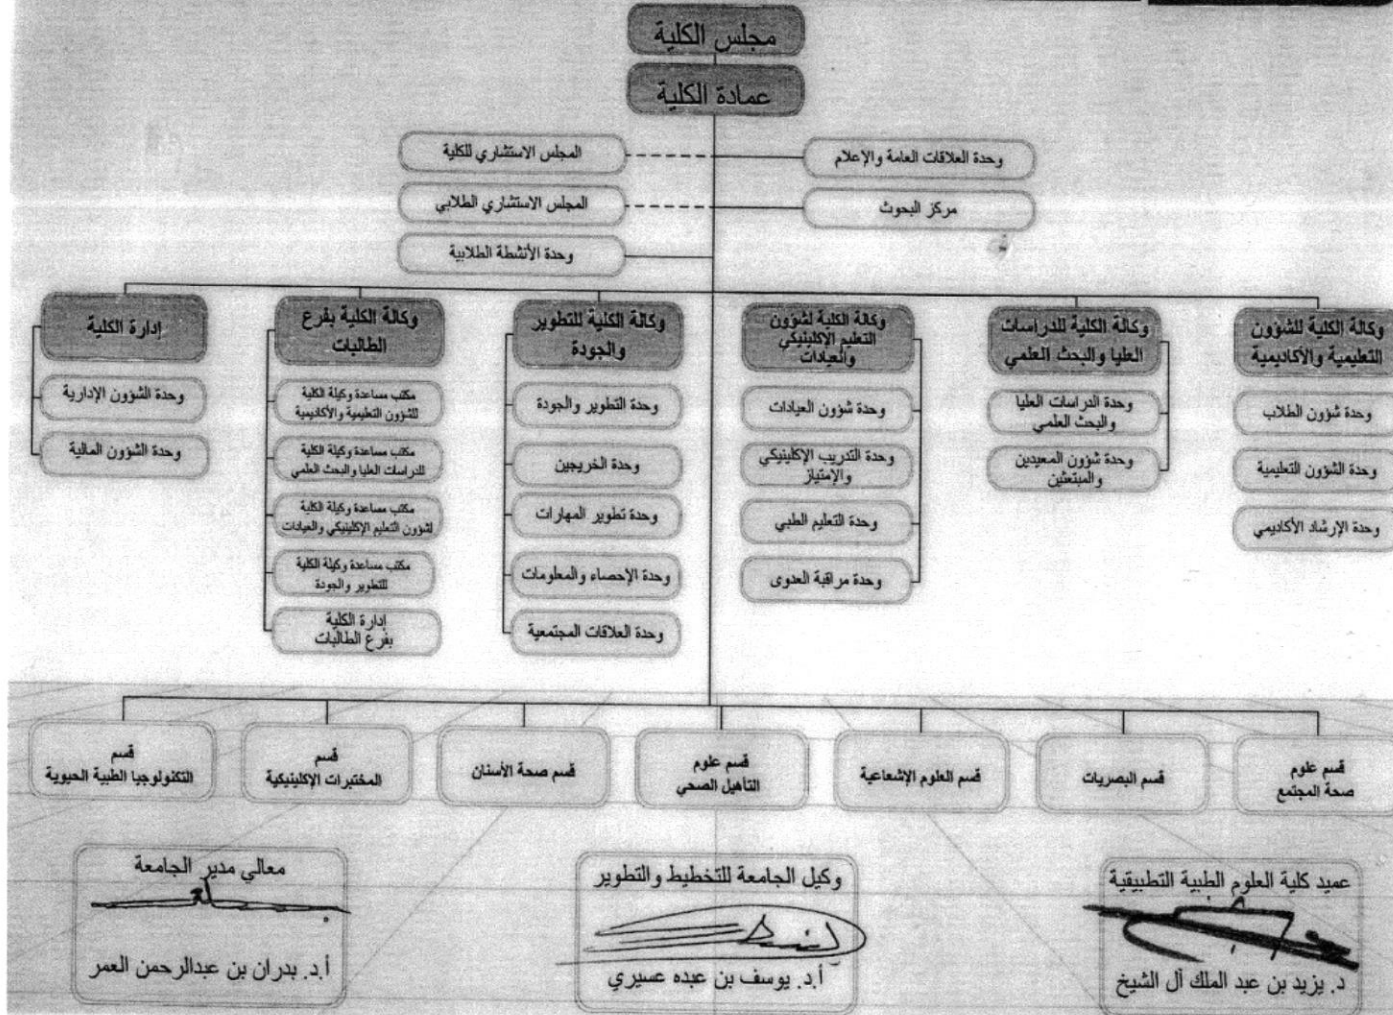 مجلس الكلية
عمادة الكلية
وحدة العلاقات العامة والإعلام
المجلس الاستشاري للكلية
مركز البحوث
المجلس الاستشاري الطلابي
وحدة الأنشطة الطلابية
وكالة الكلية للشؤون
التعليمية والأكاديمية
وحدة شؤون الطلاب
وحدة الشؤون التعليمية
وحدة الإرشاد الأكاديمي
وكالة الكلية للدراسات
العليا والبحث العلمي
وحدة الدراسات العليا
والبحث العلمي
وحدة شؤون المعيدين
والمبتعثين
وكالة الكلية لشؤون
التعليم الإكلينيكي
والعيادات
وحدة شؤون العيادات
وحدة التدريب الإكلينيكي
والإمتياز
وحدة التعليم الطبي
وحدة مراقبة العدوى
وكالة الكلية للتطوير
والجودة
وحدة التطوير والجودة
وحدة الخريجين
وحدة تطوير المهارات
وحدة الإحصاء والمعلومات
وحدة العلاقات المجتمعية
وكالة الكلية بفرع
الطالبات
مكتب مساعدة وكيلة الكلية
للشؤون التعليمية والأكاديمية
مكتب مساعدة وكيلة الكلية
للدراسات العليا والبحث العلمي
مكتب مساعدة وكيلة الكلية
لشؤون التعليم الإكلينيكي والعيادات
مكتب مساعدة وكيلة الكلية
للتطوير والجودة
إدارة الكلية
بفرع الطالبات
إدارة الكلية
وحدة الشؤون الإدارية
وحدة الشؤون المالية
قسم علوم
صحة المجتمع
قسم البصريات
قسم العلوم الإشعاعية
قسم علوم
التأهيل الصحي
قسم صحة الأسنان
قسم
المختبرات الإكلينيكية
قسم
التكنولوجيا الطبية الحيوية
عميد كلية العلوم الطبية التطبيقية
د. يزيد بن عبد الملك آل الشيخ
وكيل الجامعة للتخطيط والتطوير
أ.د. يوسف بن عبده عسيري
معالي مدير الجامعة
أ.د. بدران بن عبدالرحمن العمر